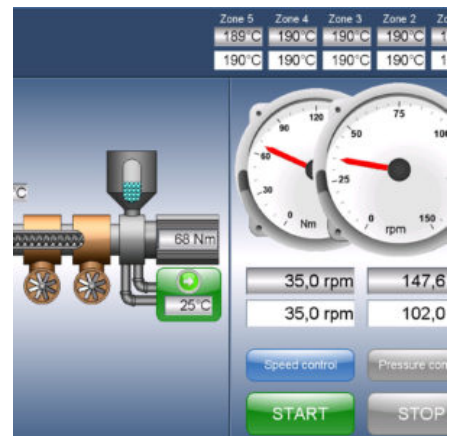 Zone 5 Zone 4 Zone 3 Zone 2
189°C 190°C 190°C 190°C
190°C 190°C 190°C 190°C
120 90 60 30 0 Nm
75 100 50 25 0 150 rpm
°C
68 Nm
25°C
35,0 rpm 147,6
35,0 rpm 102,0
Speed control Pressure
START STOP